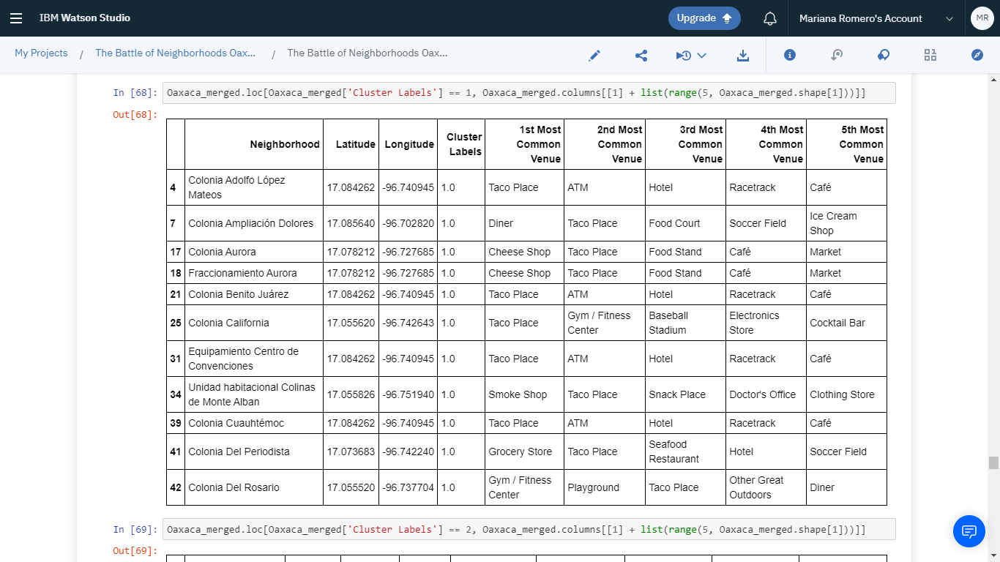 IBM Watson Studio
Upgrade
Mariana Romero's Account
MR
My Projects / The Battle of Neighborhoods Oax... / The Battle of Neighborhoods Oax...
In [68]: Oaxaca_merged.loc[Oaxaca_merged['Cluster Labels'] == 1, Oaxaca_merged.columns[[1] + list(range(5, Oaxaca_merged.shape[1]))]]
Out[68]:
Neighborhood Latitude Longitude Cluster Labels 1st Most Common Venue 2nd Most Common Venue 3rd Most Common Venue 4th Most Common Venue 5th Most Common Venue
4 Colonia Adolfo López Mateos 17.084262 -96.740945 1.0 Taco Place ATM Hotel Racetrack Café
7 Colonia Ampliación Dolores 17.085640 -96.702820 1.0 Diner Taco Place Food Court Soccer Field Ice Cream Shop
17 Colonia Aurora 17.078212 -96.727685 1.0 Cheese Shop Taco Place Food Stand Café Market
18 Fraccionamiento Aurora 17.078212 -96.727685 1.0 Cheese Shop Taco Place Food Stand Café Market
21 Colonia Benito Juárez 17.084262 -96.740945 1.0 Taco Place ATM Hotel Racetrack Café
25 Colonia California 17.055620 -96.742643 1.0 Taco Place Gym / Fitness Center Baseball Stadium Electronics Store Cocktail Bar
31 Equipamiento Centro de Convenciones 17.084262 -96.740945 1.0 Taco Place ATM Hotel Racetrack Café
34 Unidad habitacional Colinas de Monte Alban 17.055826 -96.751940 1.0 Smoke Shop Taco Place Snack Place Doctor's Office Clothing Store
39 Colonia Cuauhtémoc 17.084262 -96.740945 1.0 Taco Place ATM Hotel Racetrack Café
41 Colonia Del Periodista 17.073683 -96.742240 1.0 Grocery Store Taco Place Seafood Restaurant Hotel Soccer Field
42 Colonia Del Rosario 17.055520 -96.737704 1.0 Gym / Fitness Center Playground Taco Place Other Great Outdoors Diner
In [69]: Oaxaca_merged.loc[Oaxaca_merged['Cluster Labels'] == 2, Oaxaca_merged.columns[[1] + list(range(5, Oaxaca_merged.shape[1]))]]
Out[69]: